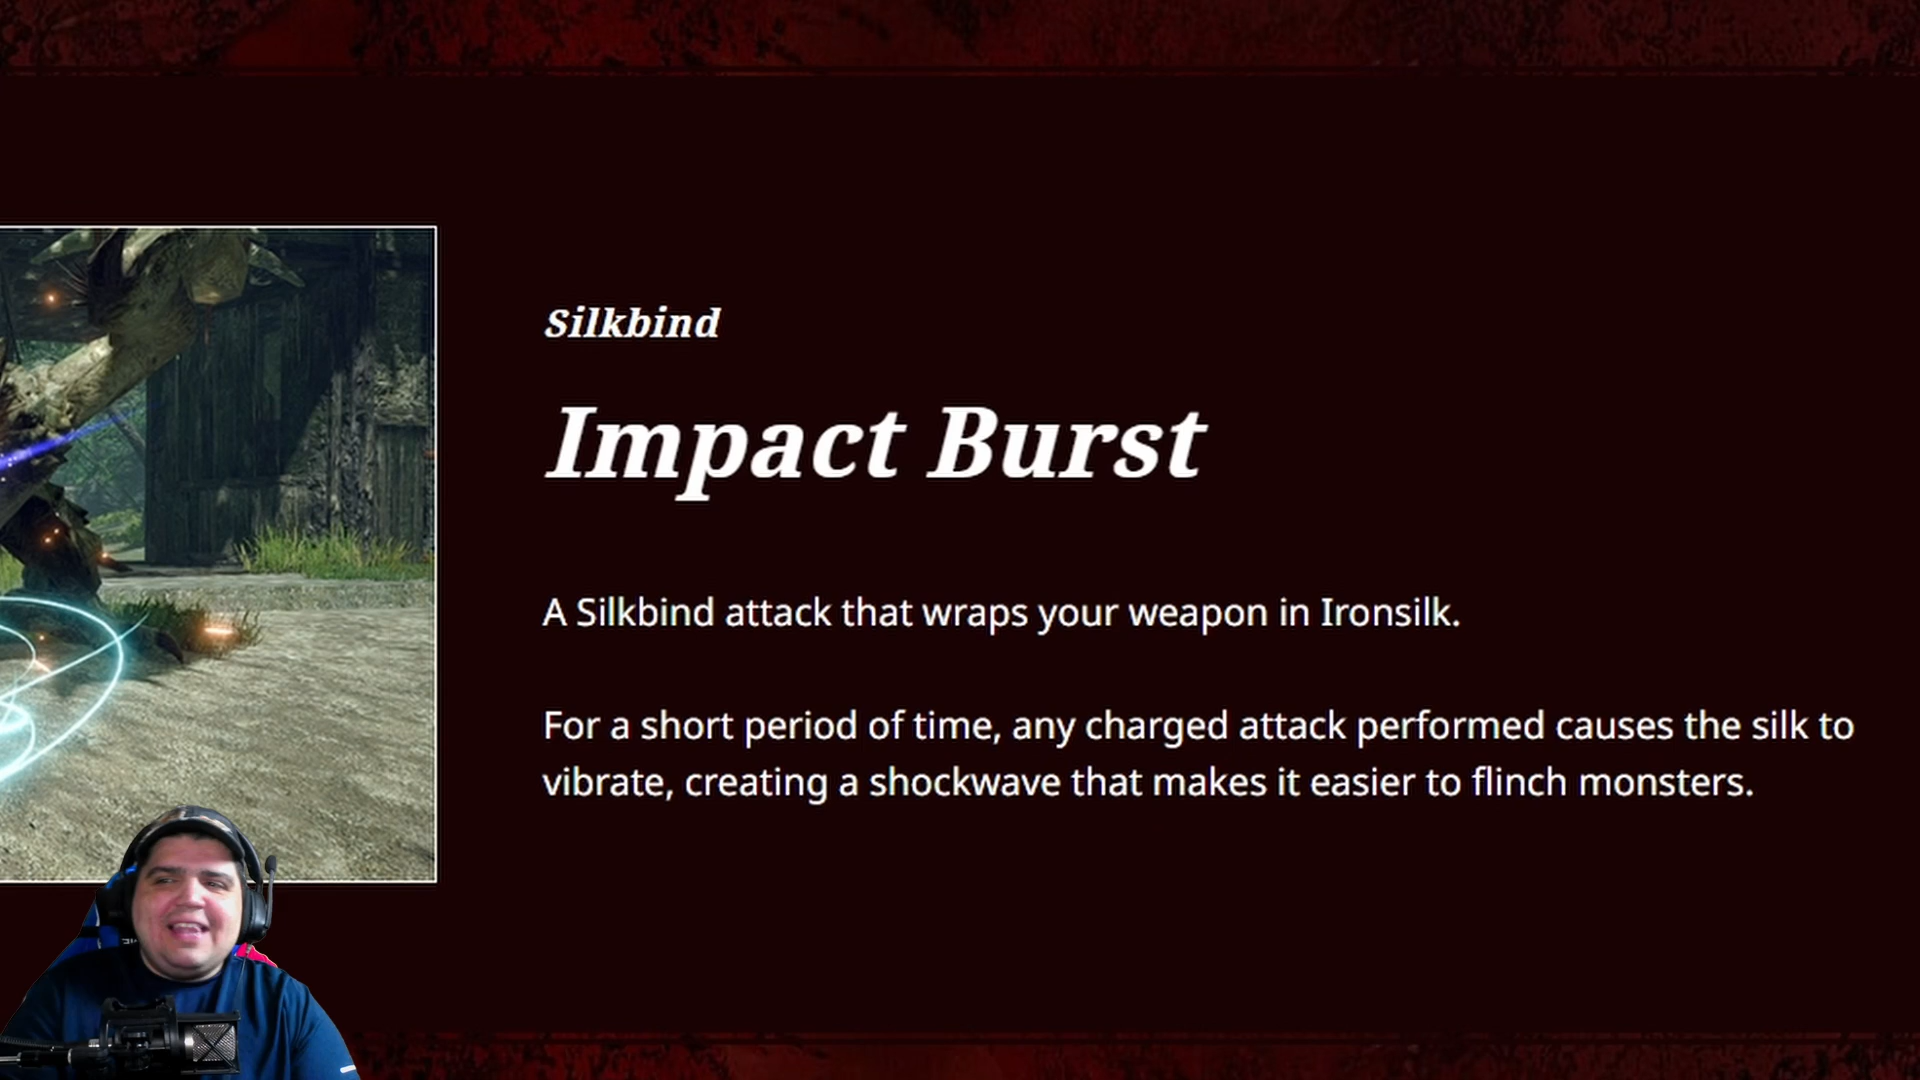 Silkbind
Impact Burst
A Silkbind attack that wraps your weapon in Ironsilk.
For a short period of time, any charged attack performed causes the silk to
vibrate, creating a shockwave that makes it easier to flinch monsters.